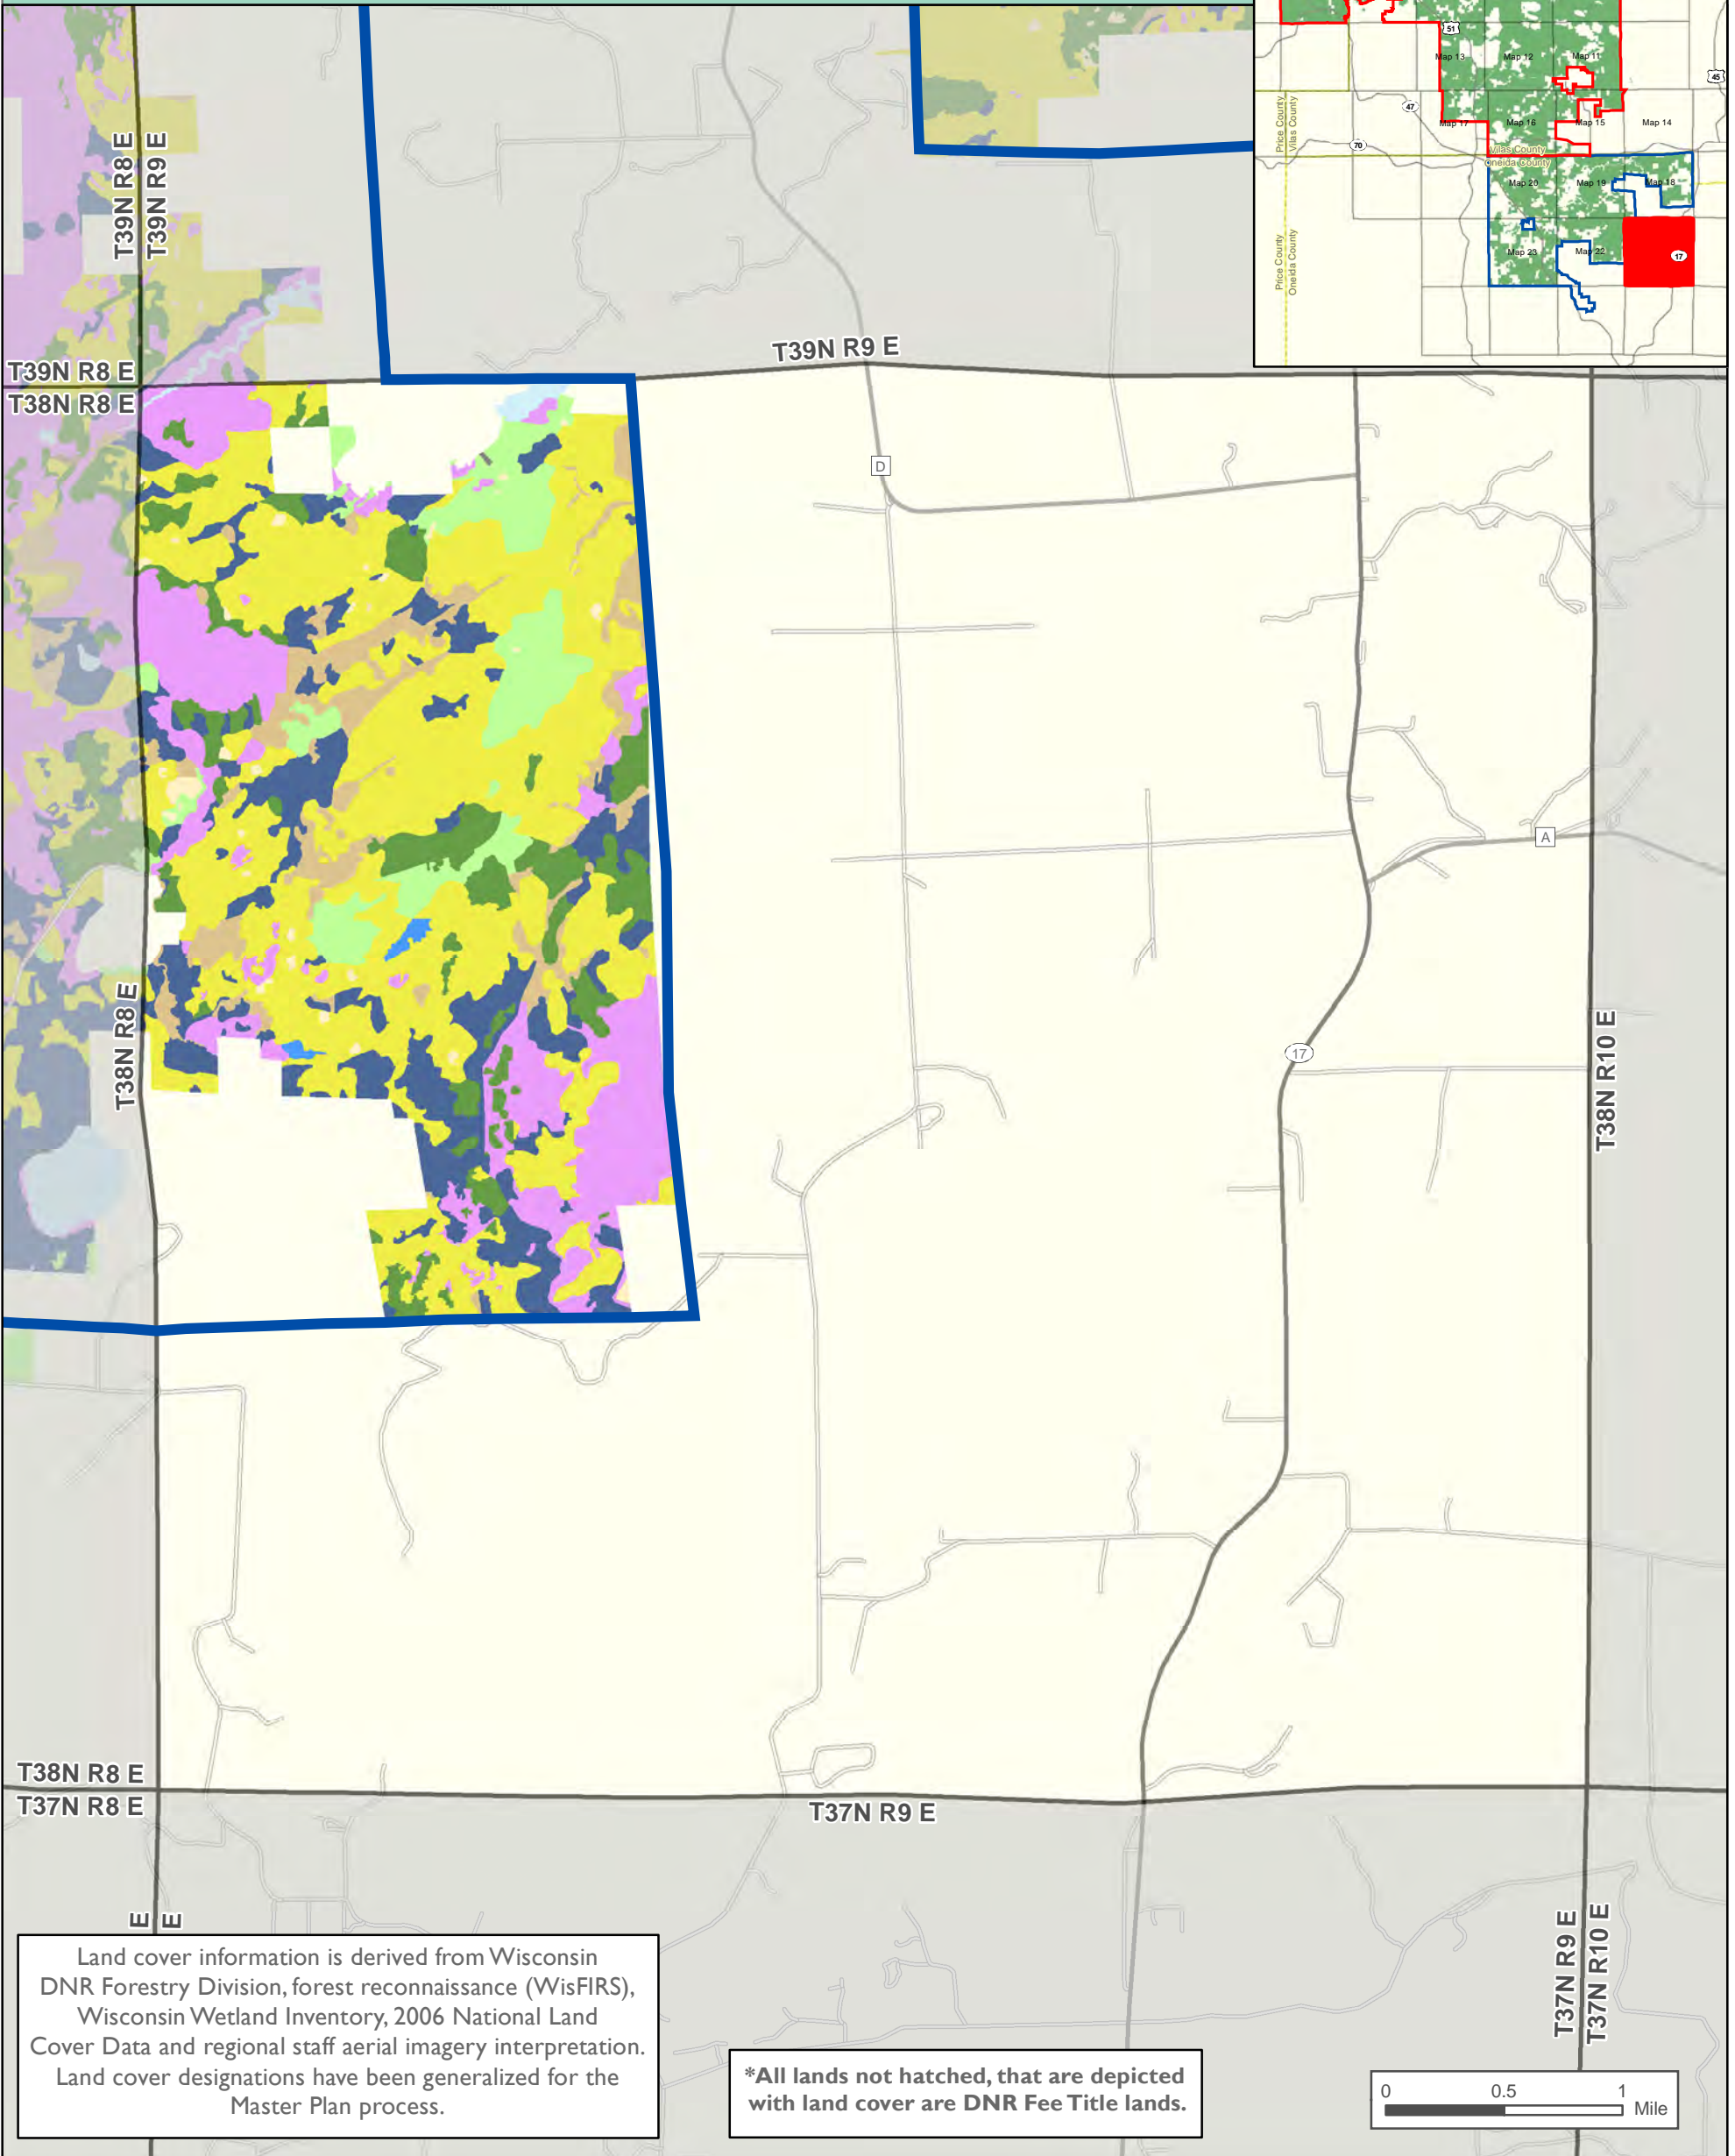 51
Map 13
Map 12
Map 11
45
47
Map 17
Map 16
Map 15
Map 14
Price County
Vilas County
70
Vilas County
Oneida County
Map 20
Map 19
Map 18
Price County
Oneida County
Map 23
Map 22
17
T39N R8 E
T39N R9 E
T39N R9 E
T39N R8 E
T38N R8 E
D
A
T38N R8 E
17
T38N R10 E
T38N R8 E
T37N R8 E
T37N R9 E
E
E
T37N R9 E
T37N R10 E
Land cover information is derived from Wisconsin
DNR Forestry Division, forest reconnaissance (WisFIRS),
Wisconsin Wetland Inventory, 2006 National Land
Cover Data and regional staff aerial imagery interpretation.
Land cover designations have been generalized for the
Master Plan process.
*All lands not hatched, that are depicted
with land cover are DNR Fee Title lands.
0 0.5 1
Mile